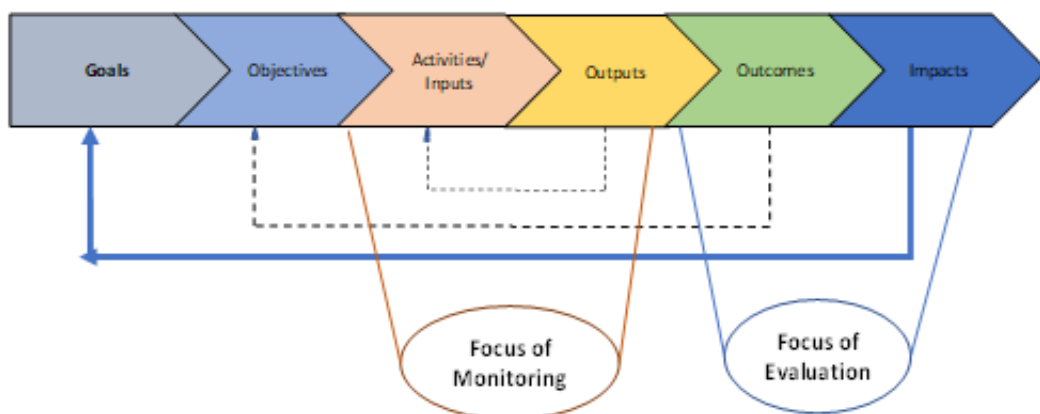 Goals
Objectives
Activities/
Inputs
Outputs
Outcomes
Impacts
Focus of
Monitoring
Focus of
Evaluation